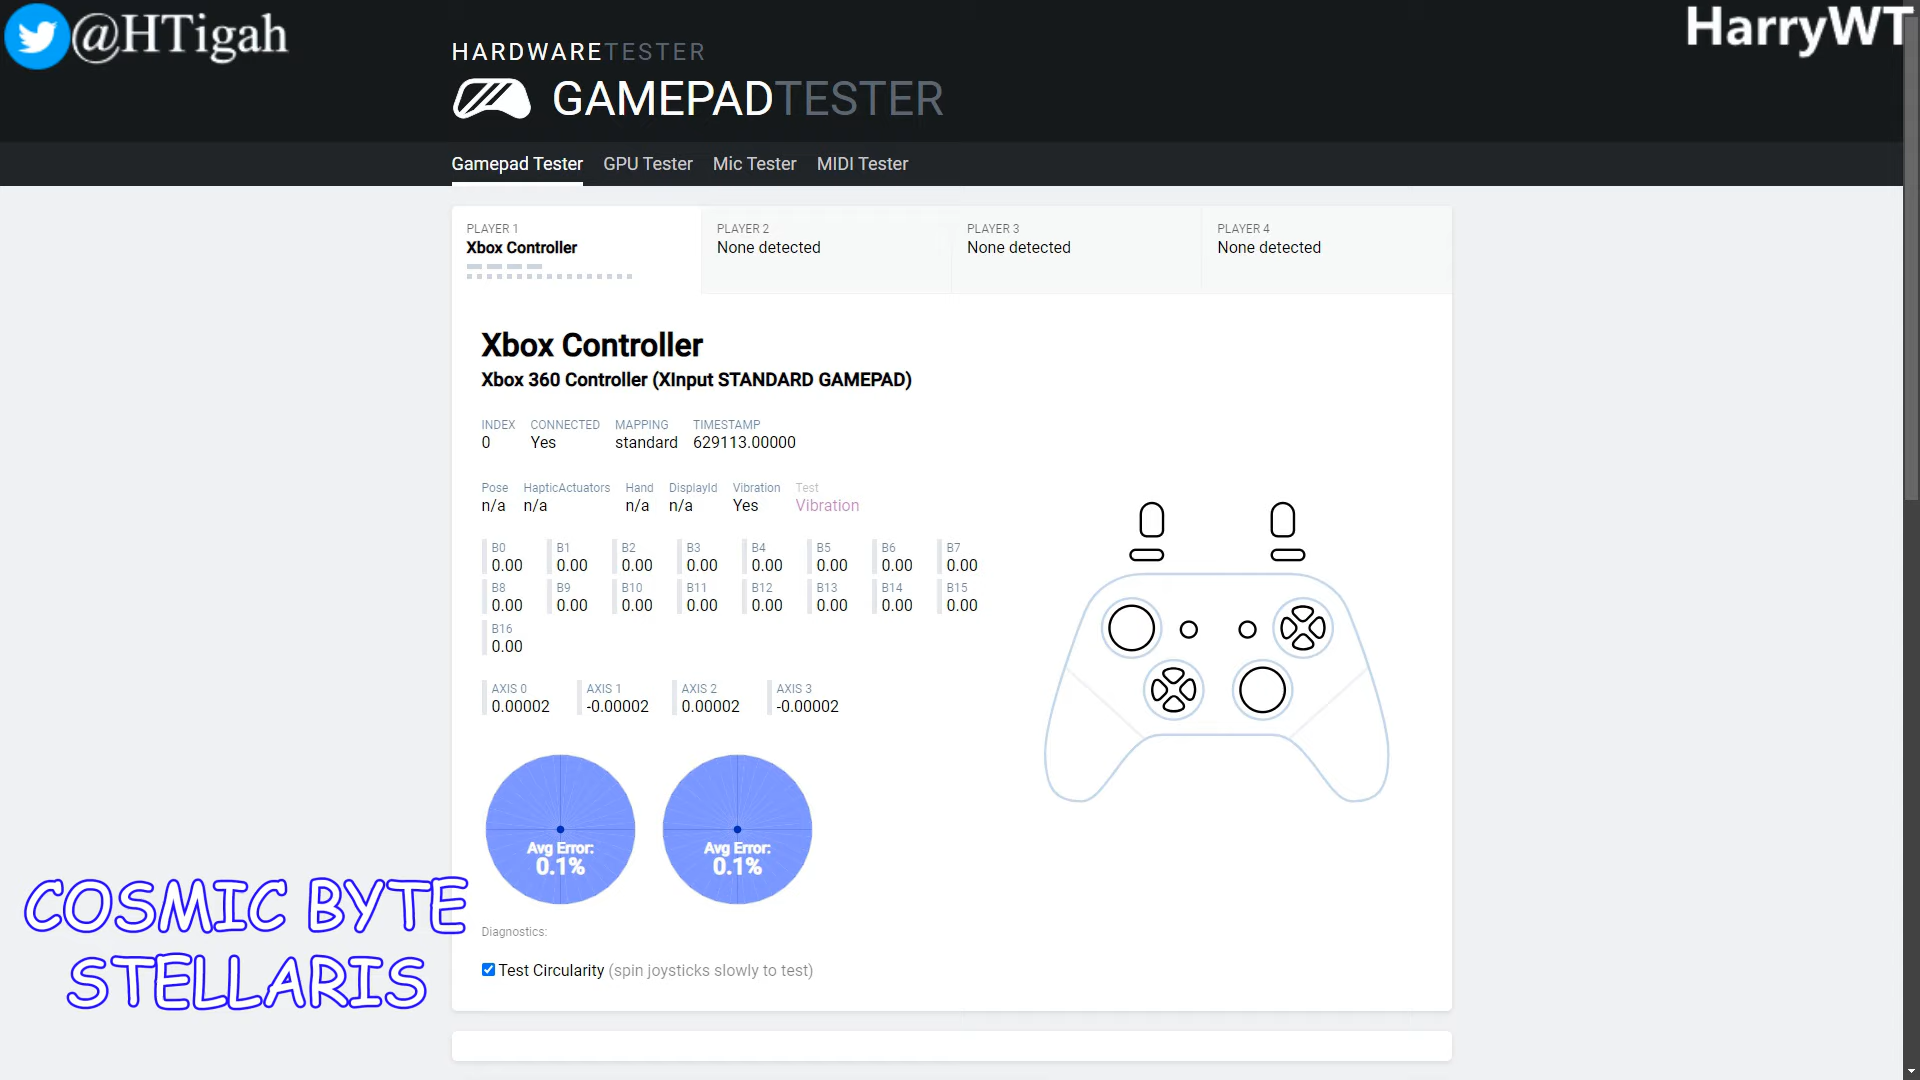 @HTigah
HarryWT
HARDWARETESTER
GAMEPADTESTER
Gamepad Tester GPU Tester Mic Tester MIDI Tester
PLAYER 1 PLAYER 2 PLAYER 3 PLAYER 4
Xbox Controller None detected None detected None detected
Xbox Controller
Xbox 360 Controller (XInput STANDARD GAMEPAD)
INDEX CONNECTED MAPPING TIMESTAMP
0 Yes standard 629113.00000
Pose HapticActuators Hand DisplayId Vibration Test
n/a n/a n/a n/a Yes Vibration
B0 B1 B2 B3 B4 B5 B6 B7
0.00 0.00 0.00 0.00 0.00 0.00 0.00 0.00
B8 B9 B10 B11 B12 B13 B14 B15
0.00 0.00 0.00 0.00 0.00 0.00 0.00 0.00
B16
0.00
AXIS 0 AXIS 1 AXIS 2 AXIS 3
0.00002 -0.00002 0.00002 -0.00002
Avg Error: Avg Error:
0.1% 0.1%
COSMIC BYTE
STELLARIS
Diagnostics:
Test Circularity (spin joysticks slowly to test)